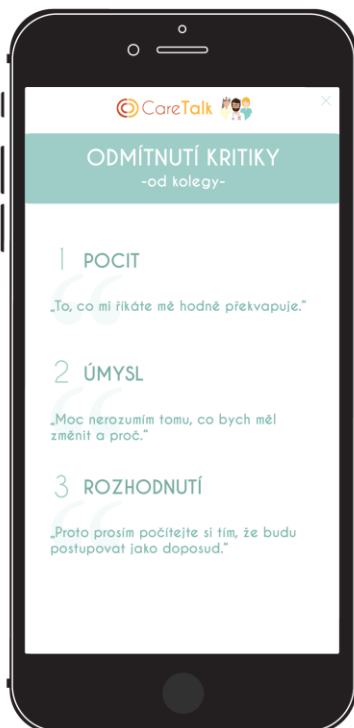 CareTalk
ODMÍTNUTÍ KRITIKY
-od kolegy-
1 POCIT
„To, co mi říkáte mě hodně překvapuje.“
2 ÚMYSL
„Moc nerozumím tomu, co bych měl
změnit a proč.“
3 ROZHODNUTÍ
„Proto prosím počítejte si tím, že budu
postupovat jako doposud.“